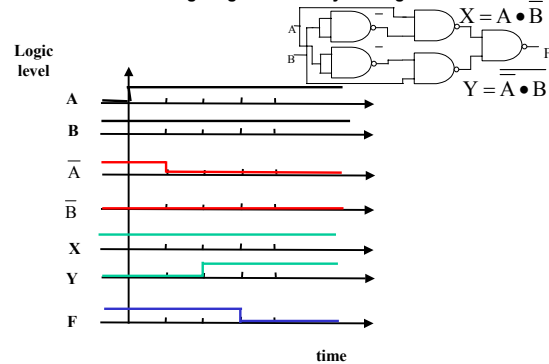 X = A • B̅
A
B
F
Y = A̅ • B
Logic
level
A
B
A̅
B̅
X
Y
F
time